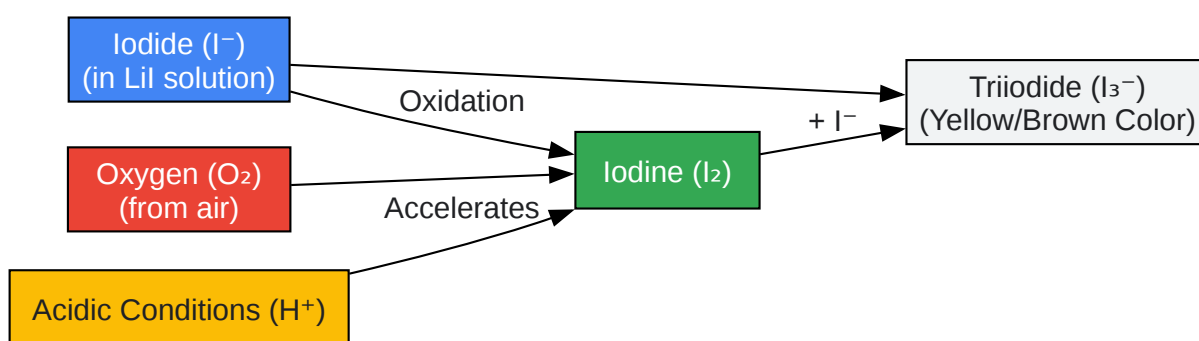 Iodide (I⁻)
(in LiI solution)
Oxidation
Oxygen (O₂)
(from air)
Accelerates
Acidic Conditions (H⁺)
Iodine (I₂)
+ I⁻
Triiodide (I₃⁻)
(Yellow/Brown Color)